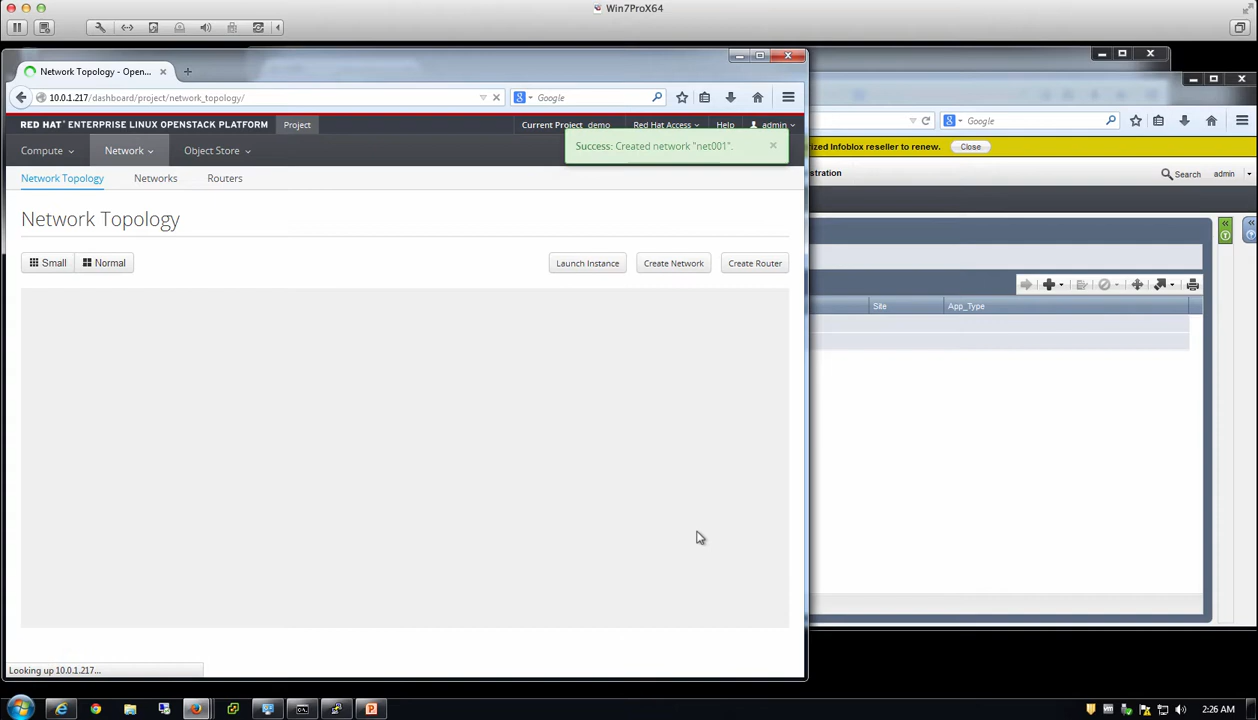 Win7ProX64
Network Topology - Open...
10.0.1.217/dashboard/project/network_topology/
Google
RED HAT ENTERPRISE LINUX OPENSTACK PLATFORM
Project
Current Project demo
Red Hat Access
Help
admin
Success: Created network "net001".
Compute
Network
Object Store
Network Topology
Networks
Routers
Network Topology
Small
Normal
Launch Instance
Create Network
Create Router
Looking up 10.0.1.217...
Google
ized Infoblox reseller to renew.
Close
stration
Search
admin
Site
App_Type
2:26 AM